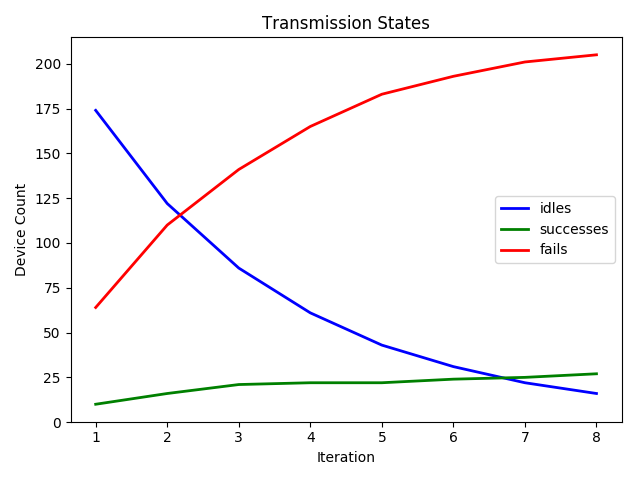 Transmission States
Device Count
200
175
150
125
100
75
50
25
0
1 2 3 4 5 6 7 8
Iteration
idles
successes
fails